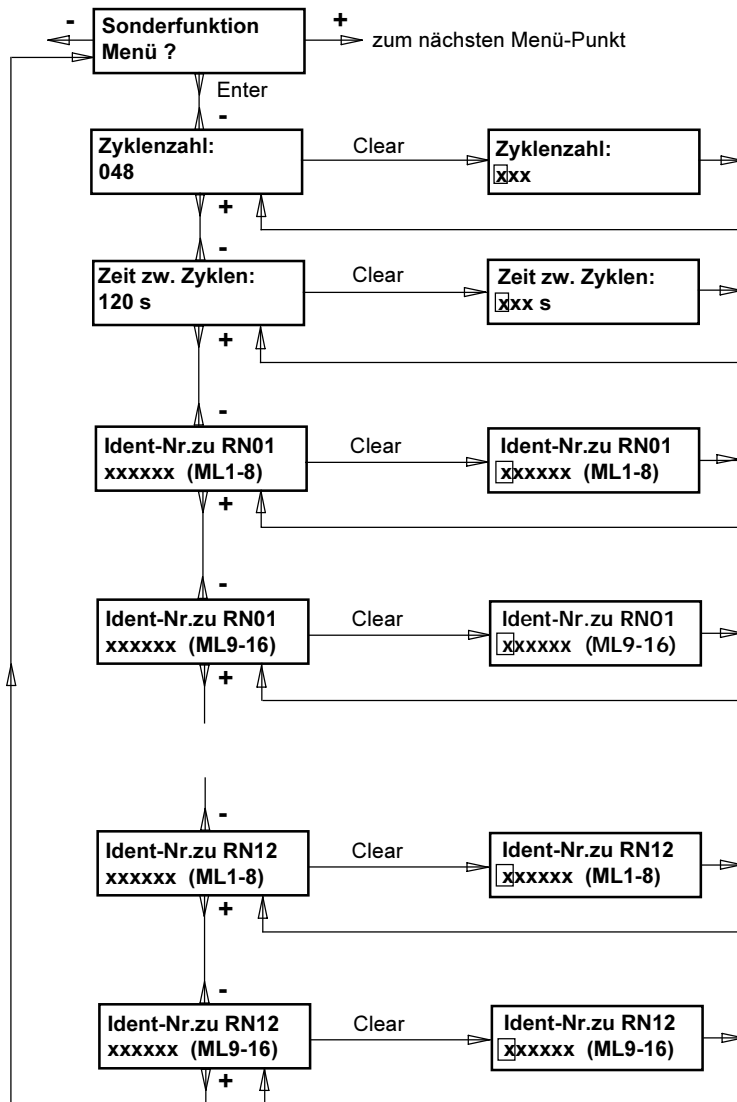 -
Sonderfunktion
Menü ?
+
zum nächsten Menü-Punkt
Enter
-
Zyklenzahl:
048
Clear
Zyklenzahl:
xxx
+
-
Zeit zw. Zyklen:
120 s
Clear
Zeit zw. Zyklen:
xxx s
+
-
Ident-Nr.zu RN01
xxxxxx (ML1-8)
Clear
Ident-Nr.zu RN01
xxxxxx (ML1-8)
+
-
Ident-Nr.zu RN01
xxxxxx (ML9-16)
Clear
Ident-Nr.zu RN01
xxxxxx (ML9-16)
+
-
Ident-Nr.zu RN12
xxxxxx (ML1-8)
Clear
Ident-Nr.zu RN12
xxxxxx (ML1-8)
+
-
Ident-Nr.zu RN12
xxxxxx (ML9-16)
Clear
Ident-Nr.zu RN12
xxxxxx (ML9-16)
+